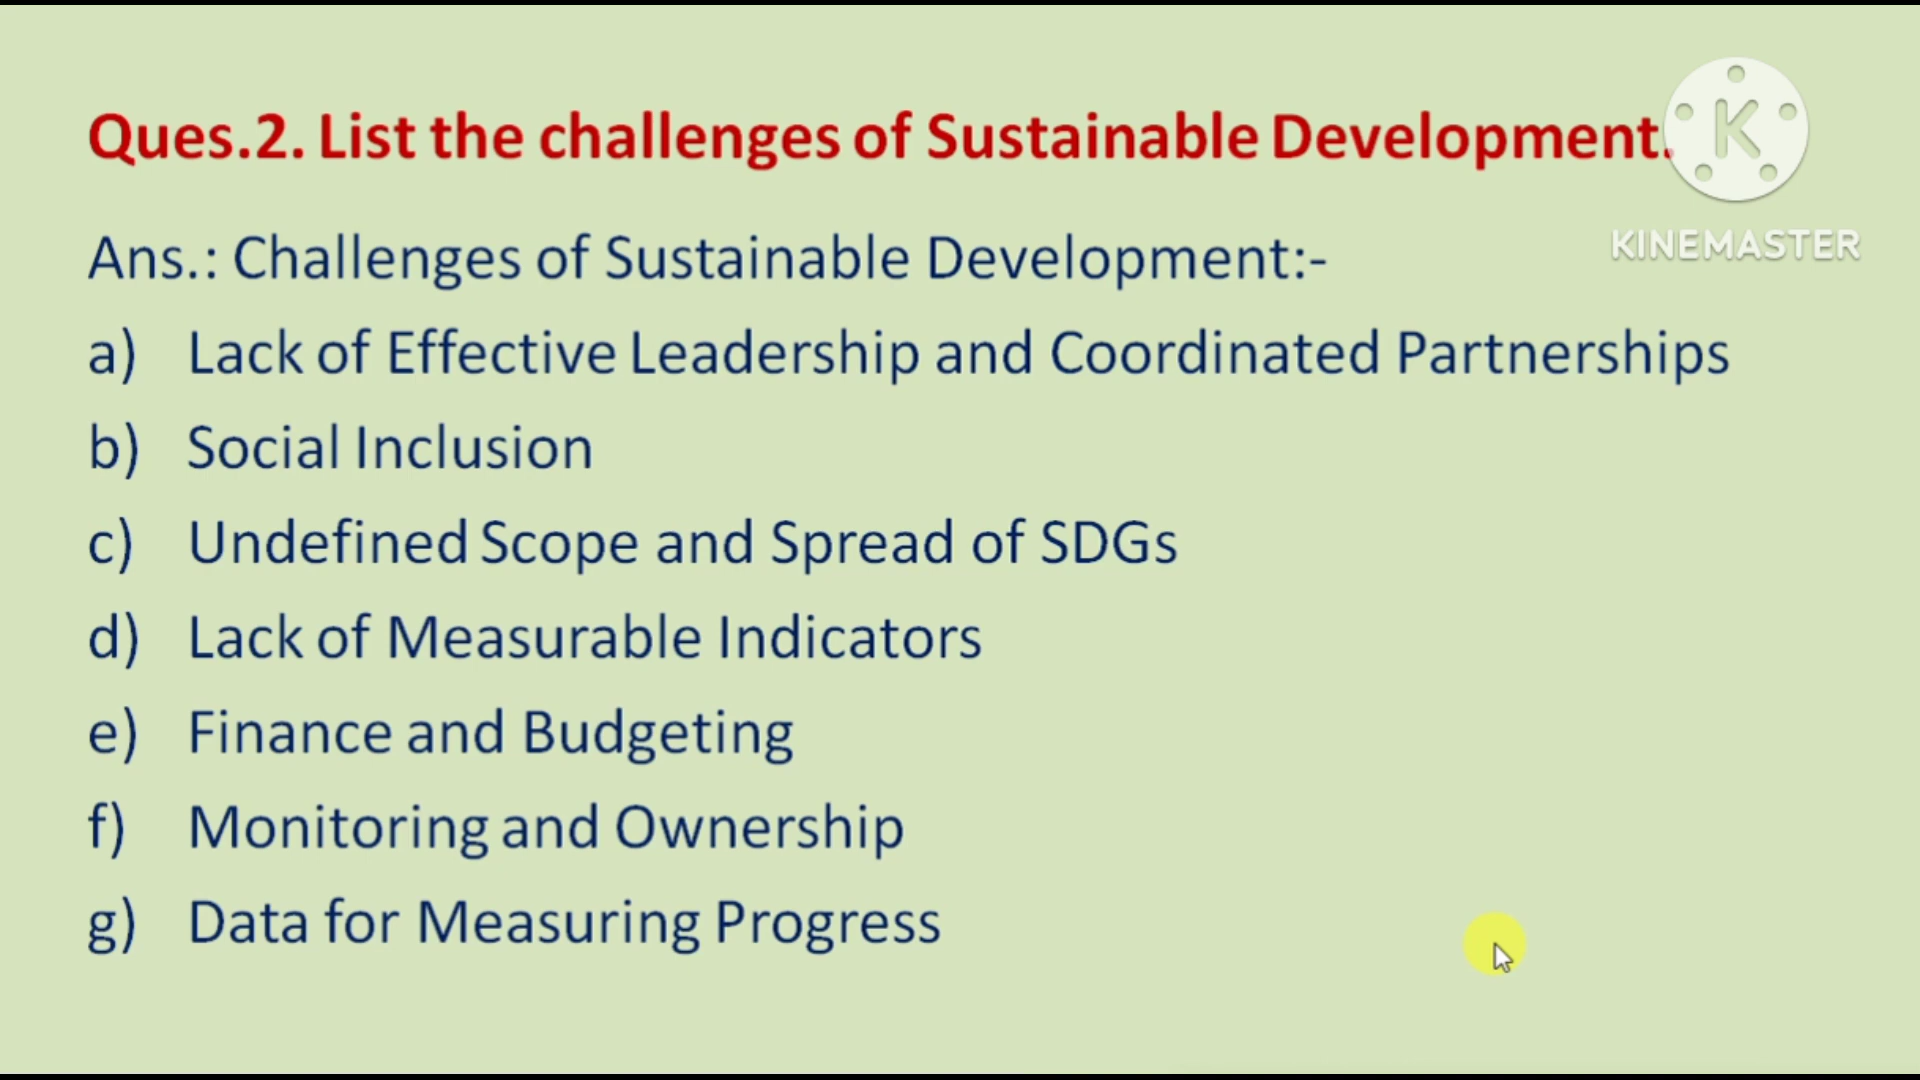 Ques.2. List the challenges of Sustainable Development.
K
KINEMASTER
Ans.: Challenges of Sustainable Development:-
a) Lack of Effective Leadership and Coordinated Partnerships
b) Social Inclusion
c) Undefined Scope and Spread of SDGs
d) Lack of Measurable Indicators
e) Finance and Budgeting
f) Monitoring and Ownership
g) Data for Measuring Progress